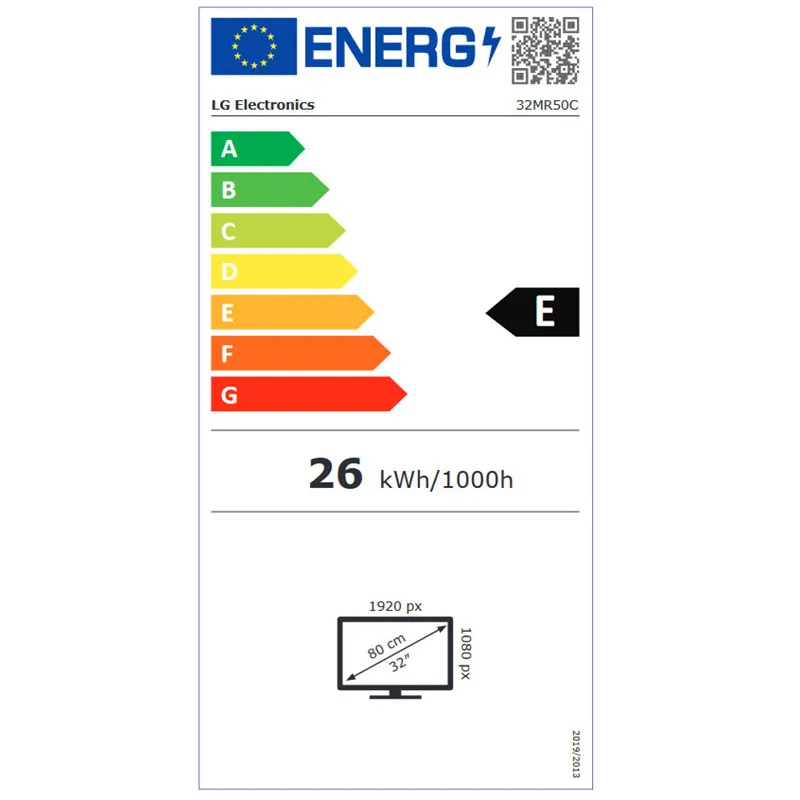 ENERG
LG Electronics 32MR50C
A
B
C
D
E
E
F
G
26 kWh/1000h
1920 px
80 cm
32"
1080 px
2019/2013